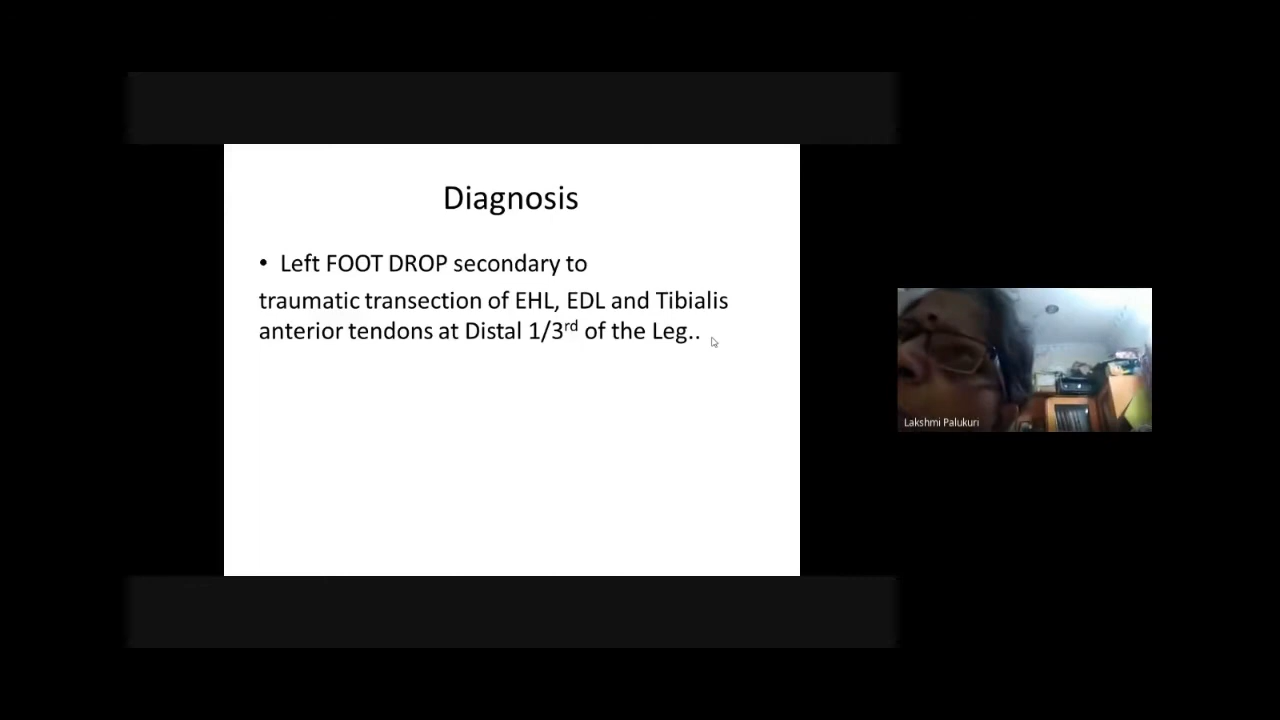 Diagnosis
• Left FOOT DROP secondary to
traumatic transection of EHL, EDL and Tibialis
anterior tendons at Distal 1/3rd of the Leg..
Lakshmi Palukuri